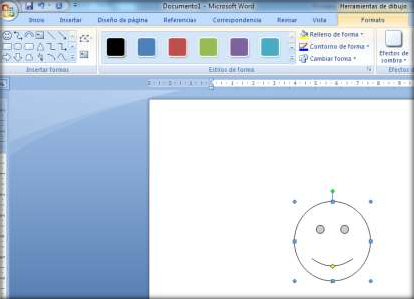 Documento1 - Microsoft Word
Herramientas de dibujo
Inicio Insertar Diseño de página Referencias Correspondencia Revisar Vista Formato
Relleno de forma
Contorno de forma
Cambiar forma
Efectos de
sombra
Insertar formas Estilos de forma